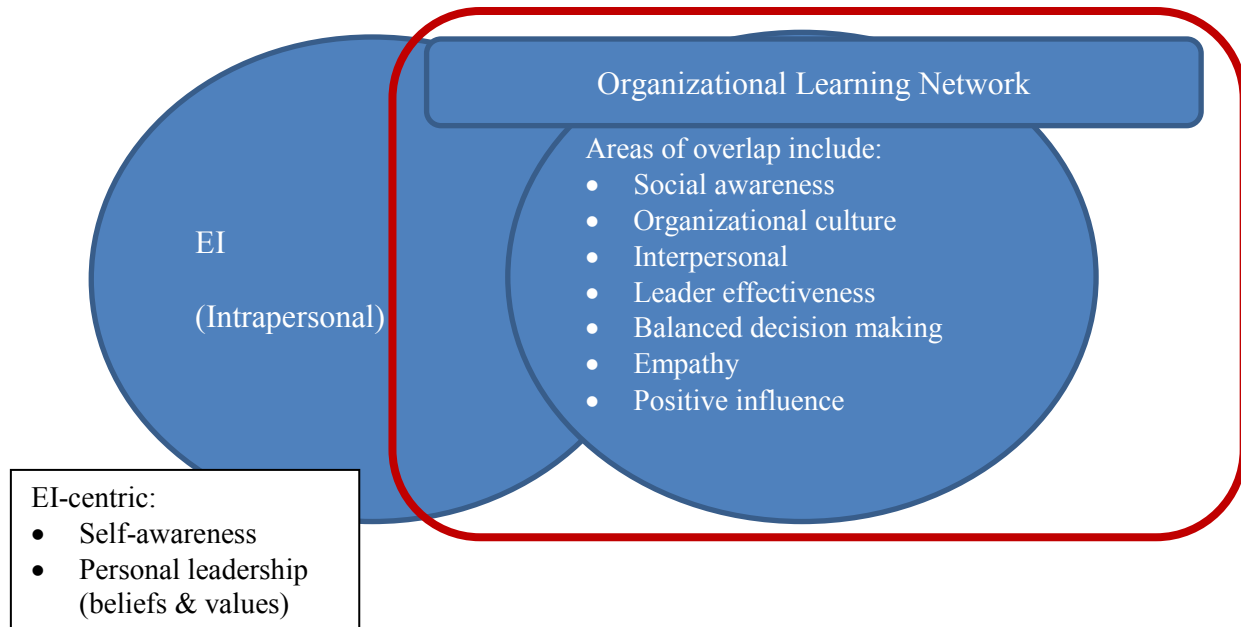 Organizational Learning Network
Areas of overlap include:
• Social awareness
• Organizational culture
• Interpersonal
• Leader effectiveness
• Balanced decision making
• Empathy
• Positive influence
EI
(Intrapersonal)
EI-centric:
• Self-awareness
• Personal leadership
(beliefs & values)